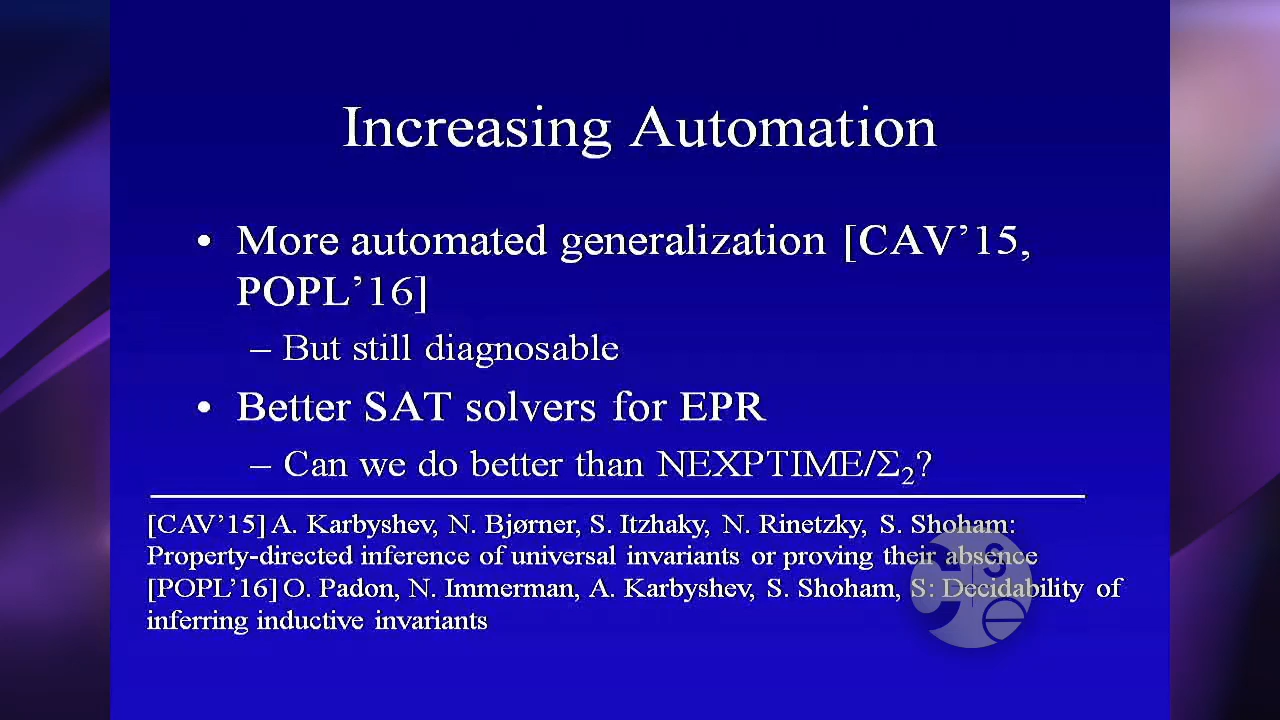 Increasing Automation
• More automated generalization [CAV’15,
POPL’16]
– But still diagnosable
• Better SAT solvers for EPR
– Can we do better than NEXPTIME/Σ₂?
[CAV’15] A. Karbyshev, N. Bjørner, S. Itzhaky, N. Rinetzky, S. Shoham:
Property-directed inference of universal invariants or proving their absence
[POPL’16] O. Padon, N. Immerman, A. Karbyshev, S. Shoham, S: Decidability of
inferring inductive invariants